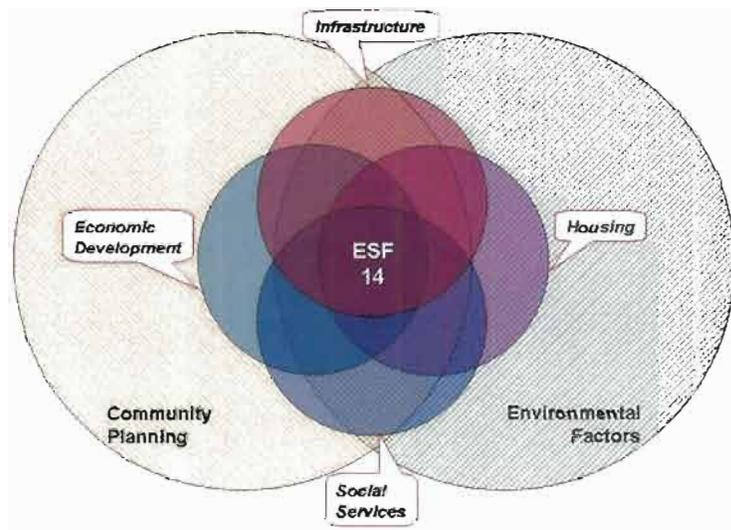 Infrastructure
Economic
Development
ESF
14
Housing
Community
Planning
Environmental
Factors
Social
Services